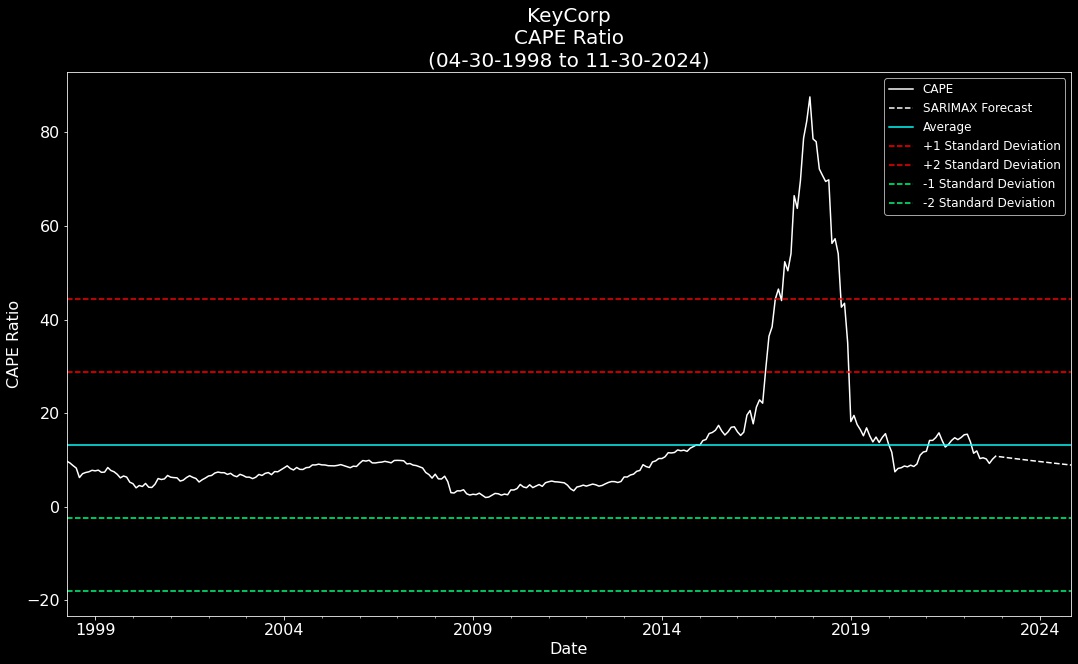 KeyCorp
CAPE Ratio
(04-30-1998 to 11-30-2024)
CAPE
SARIMAX Forecast
Average
+1 Standard Deviation
+2 Standard Deviation
-1 Standard Deviation
-2 Standard Deviation
CAPE Ratio
80
60
40
20
0
−20
1999
2004
2009
2014
2019
2024
Date